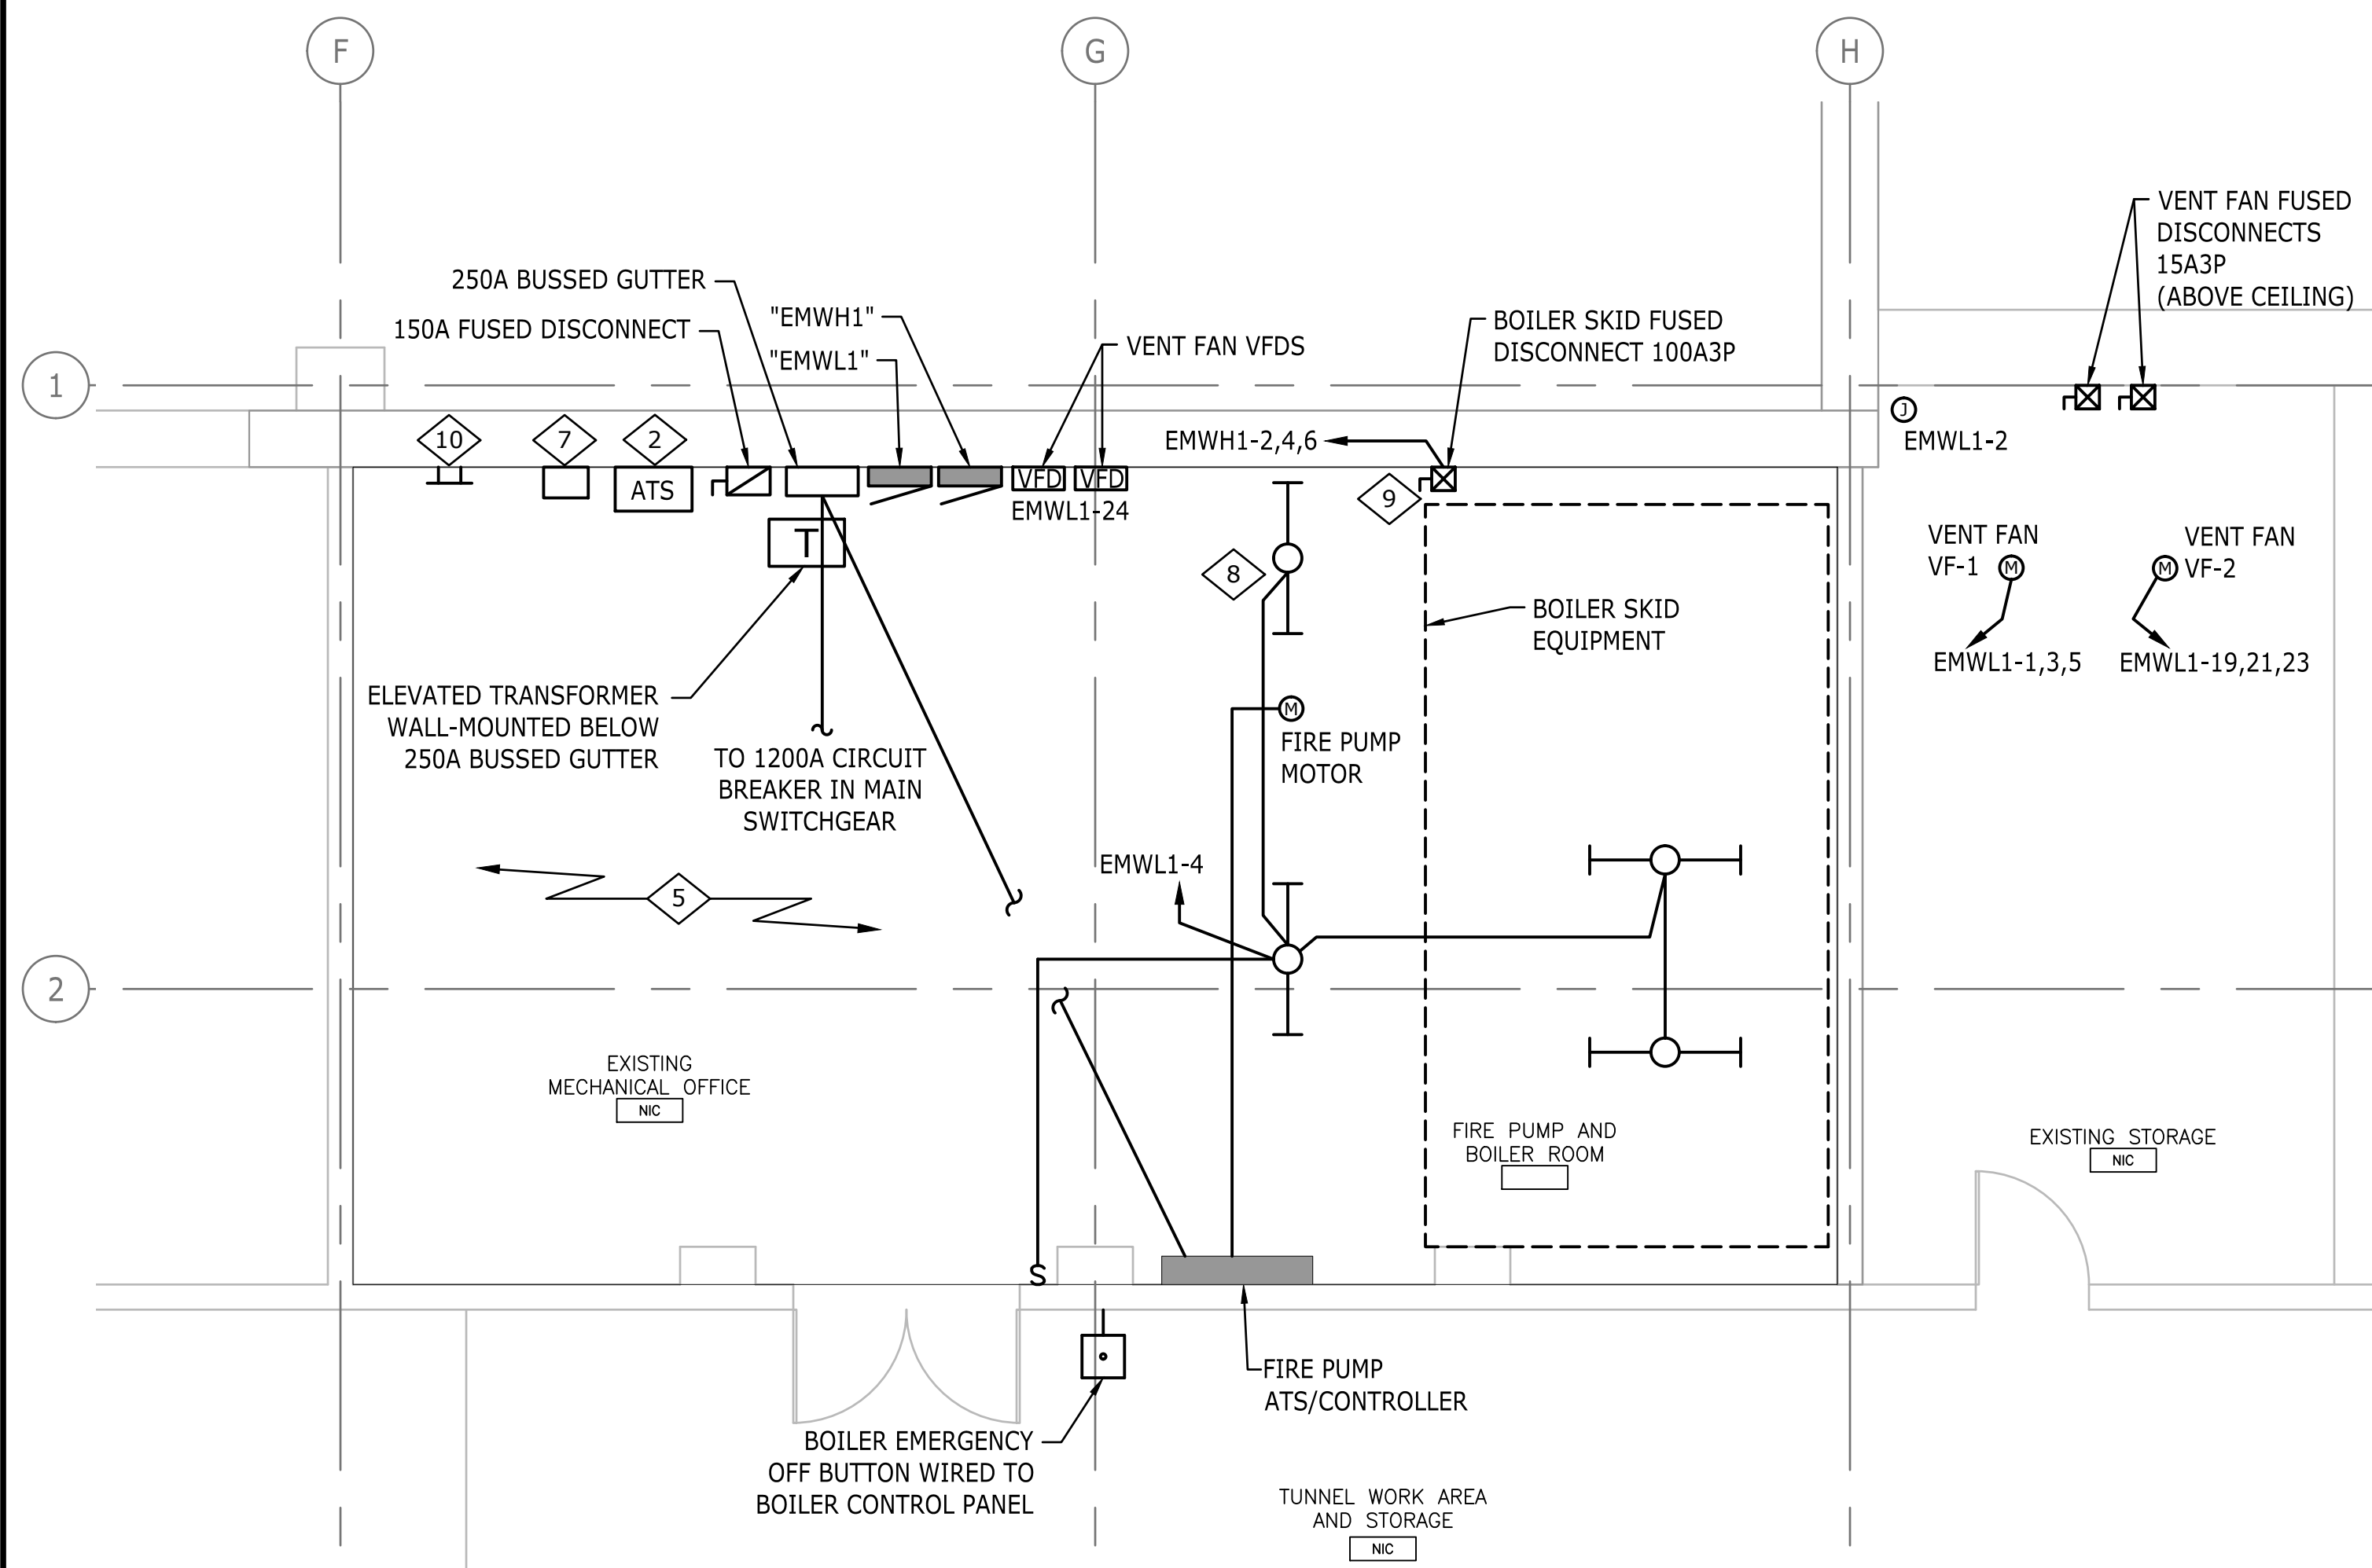 F
G
H
VENT FAN FUSED
DISCONNECTS
15A3P
(ABOVE CEILING)
250A BUSSED GUTTER
150A FUSED DISCONNECT
"EMWH1"
"EMWL1"
VENT FAN VFDS
BOILER SKID FUSED
DISCONNECT 100A3P
1
10
7
2
ATS
VFD
VFD
EMWL1-24
EMWH1-2,4,6
9
J
EMWL1-2
T
8
VENT FAN
VF-1
M
VENT FAN
VF-2
M
EMWL1-1,3,5
EMWL1-19,21,23
BOILER SKID
EQUIPMENT
ELEVATED TRANSFORMER
WALL-MOUNTED BELOW
250A BUSSED GUTTER
TO 1200A CIRCUIT
BREAKER IN MAIN
SWITCHGEAR
M
FIRE PUMP
MOTOR
5
EMWL1-4
2
EXISTING
MECHANICAL OFFICE
NIC
FIRE PUMP AND
BOILER ROOM
EXISTING STORAGE
NIC
S
FIRE PUMP
ATS/CONTROLLER
BOILER EMERGENCY
OFF BUTTON WIRED TO
BOILER CONTROL PANEL
TUNNEL WORK AREA
AND STORAGE
NIC